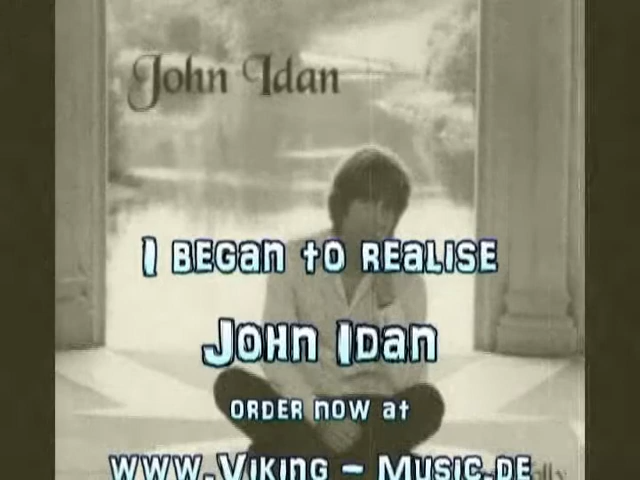 John Idan
I BEGAN TO REALISE
JOHN IDAN
ORDER NOW AT
WWW.VIKING – MUSIC.DE